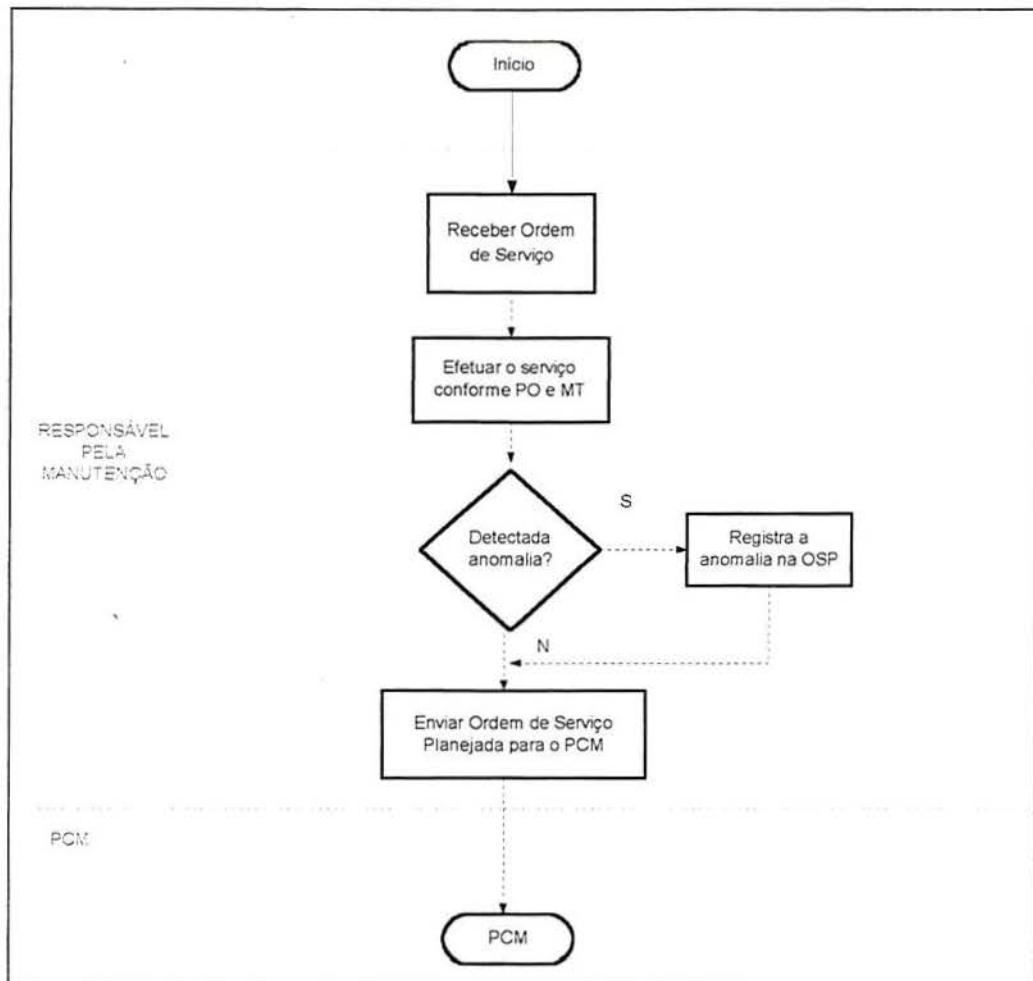 Início
Receber Ordem
de Serviço
Efetuar o serviço
conforme PO e MT
RESPONSÁVEL
PELA
MANUTENÇÃO
Detectada
anomalia?
S
Registra a
anomalia na OSP
N
Enviar Ordem de Serviço
Planejada para o PCM
PCM
PCM